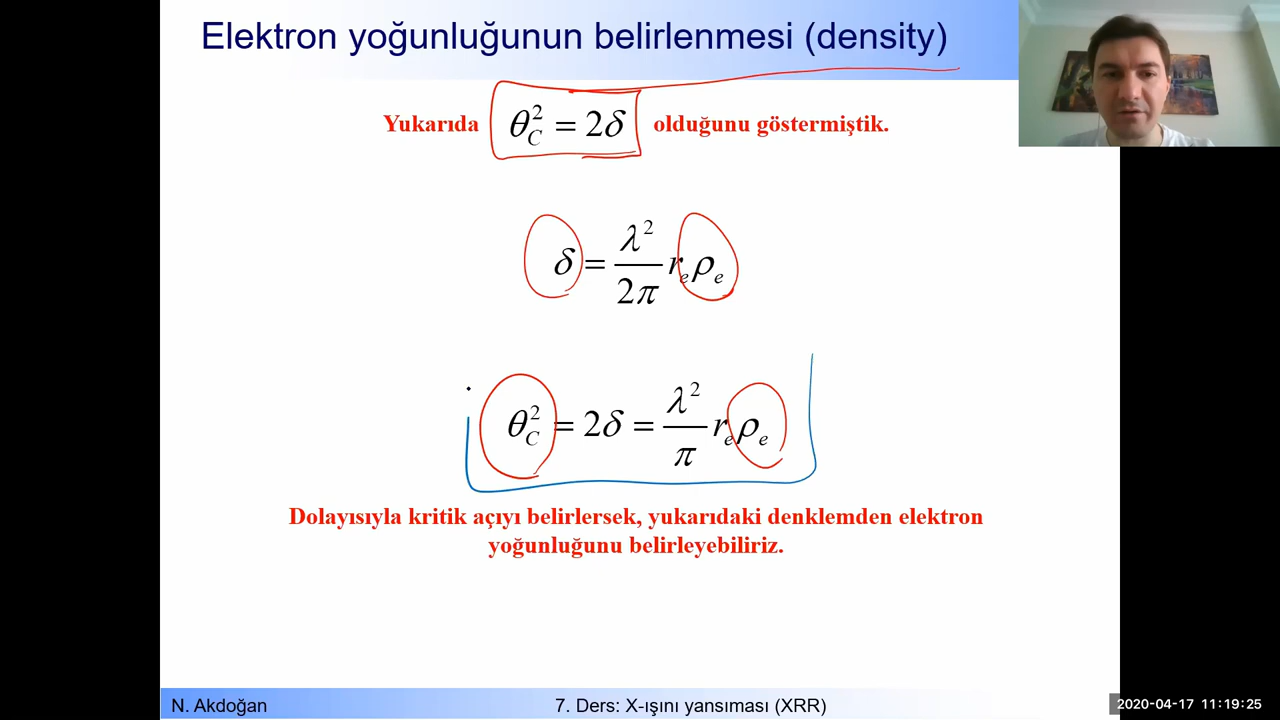 Elektron yoğunluğunun belirlenmesi (density)
Yukarıda θ_C^2 = 2δ olduğunu göstermiştik.
δ = λ^2/2π r_e ρ_e
θ_C^2 = 2δ = λ^2/π r_e ρ_e
Dolayısıyla kritik açıyı belirlersek, yukarıdaki denklemden elektron
yoğunluğunu belirleyebiliriz.
N. Akdoğan 7. Ders: X-ışını yansıması (XRR)
2020-04-17 11:19:25